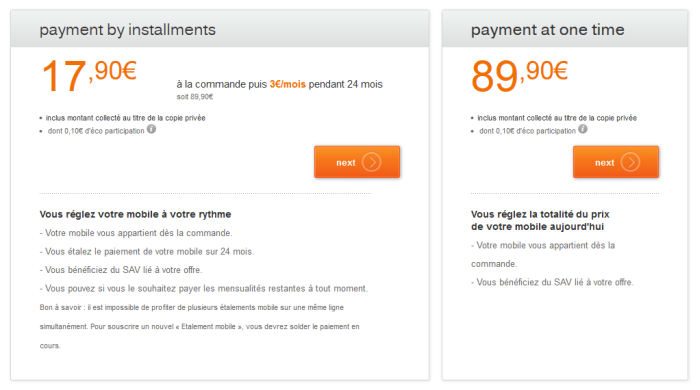 payment by installments
17,90€
à la commande puis 3€/mois pendant 24 mois
soit 89,90€
• inclus montant collecté au titre de la copie privée
• dont 0,10€ d'éco participation i
next
Vous réglez votre mobile à votre rythme
- Votre mobile vous appartient dès la commande.
- Vous étalez le paiement de votre mobile sur 24 mois.
- Vous bénéficiez du SAV lié à votre offre.
- Vous pouvez si vous le souhaitez payer les mensualités restantes à tout moment.
Bon à savoir : il est impossible de profiter de plusieurs étalements mobile sur une même ligne
simultanément. Pour souscrire un nouvel « Etalement mobile », vous devrez solder le paiement en
cours.
payment at one time
89,90€
• inclus montant collecté au titre de la copie privée
• dont 0,10€ d'éco participation i
next
Vous réglez la totalité du prix
de votre mobile aujourd'hui
- Votre mobile vous appartient dès la
commande.
- Vous bénéficiez du SAV lié à votre offre.